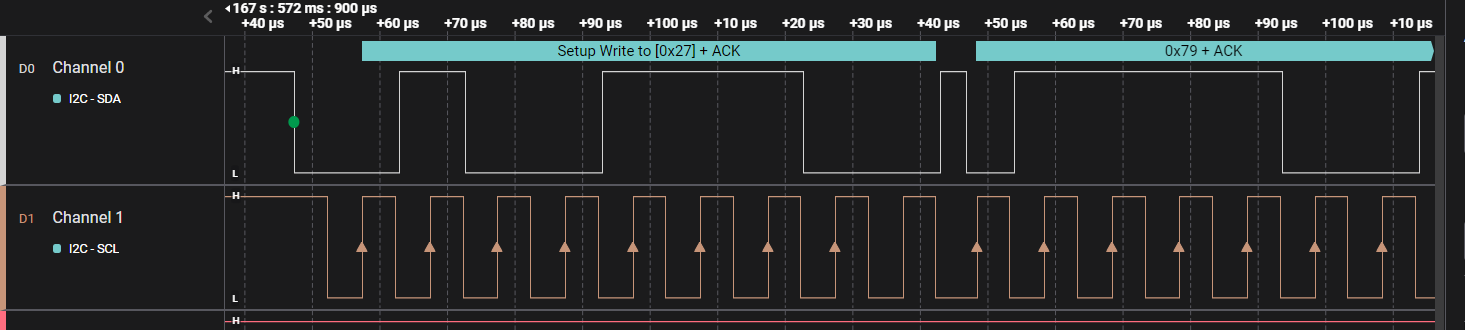 167 s : 572 ms : 900 µs
+40 µs +50 µs +60 µs +70 µs +80 µs +90 µs +100 µs +10 µs +20 µs +30 µs +40 µs +50 µs +60 µs +70 µs +80 µs +90 µs +100 µs +10 µs
Setup Write to [0x27] + ACK 0x79 + ACK
D0 Channel 0 H
I2C - SDA
L
H
D1 Channel 1
I2C - SCL
L
H